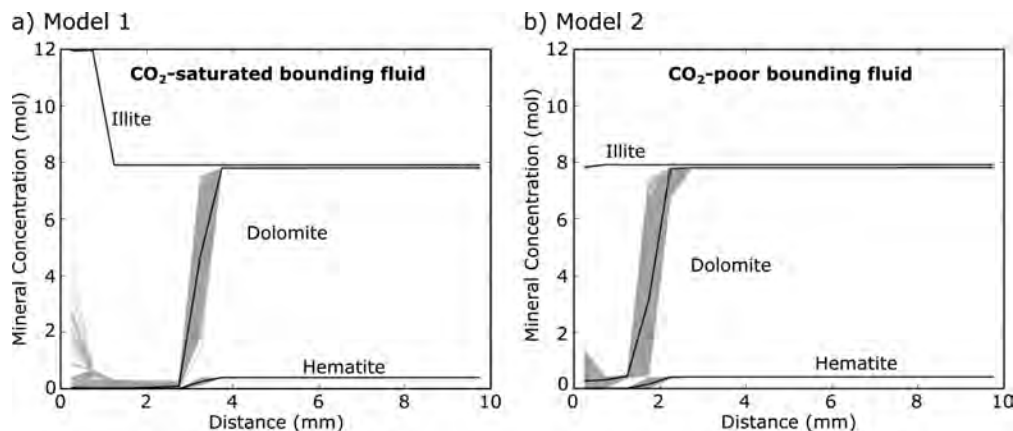 a) Model 1
CO₂-saturated bounding fluid
Illite
Dolomite
Hematite
Mineral Concentration (mol)
12
10
8
6
4
2
0
0 2 4 6 8 10
Distance (mm)
b) Model 2
CO₂-poor bounding fluid
Illite
Dolomite
Hematite
Mineral Concentration (mol)
12
10
8
6
4
2
0
0 2 4 6 8 10
Distance (mm)